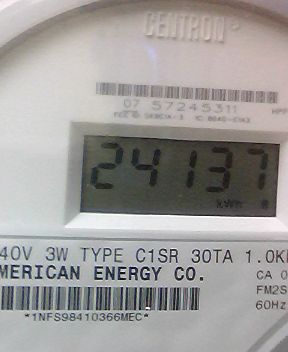 CENTRON®
07 57245311
24137
kWh
40V 3W TYPE C1SR 30TA 1.0K
MERICAN ENERGY CO.
CA 0
FM2S
60Hz
*1NFS98410366MEC*